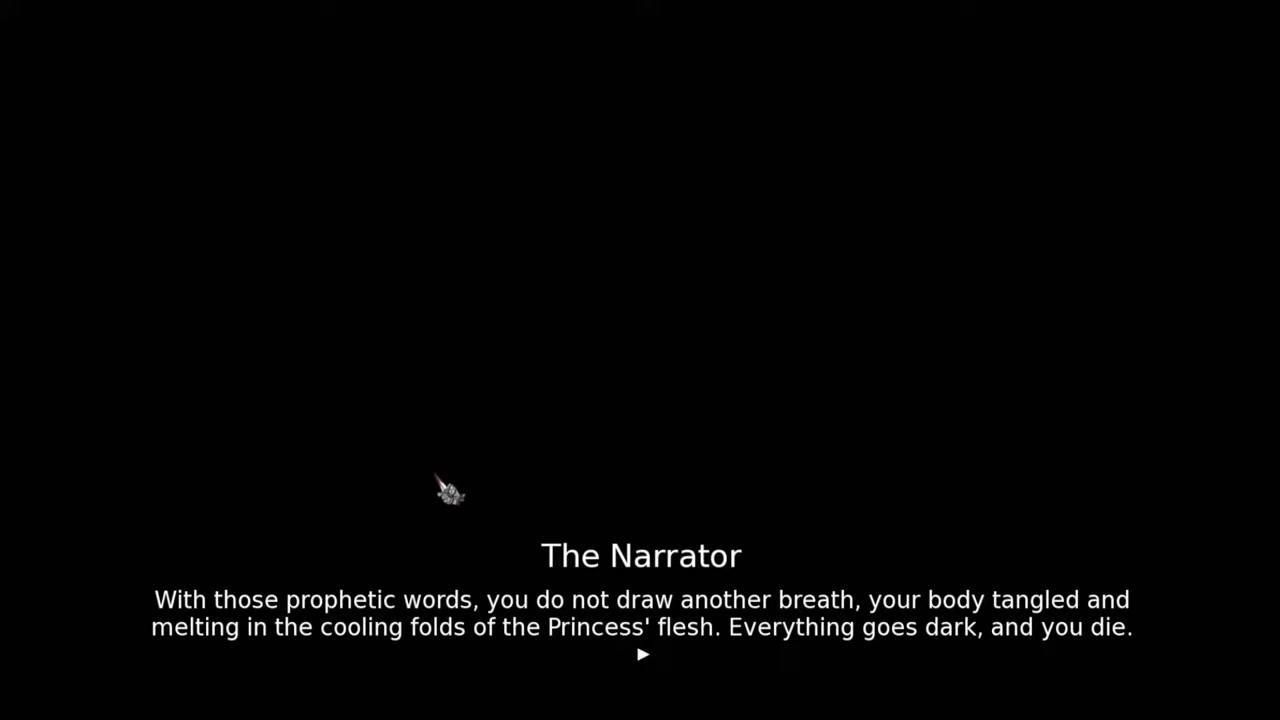 The Narrator
With those prophetic words, you do not draw another breath, your body tangled and
melting in the cooling folds of the Princess' flesh. Everything goes dark, and you die.